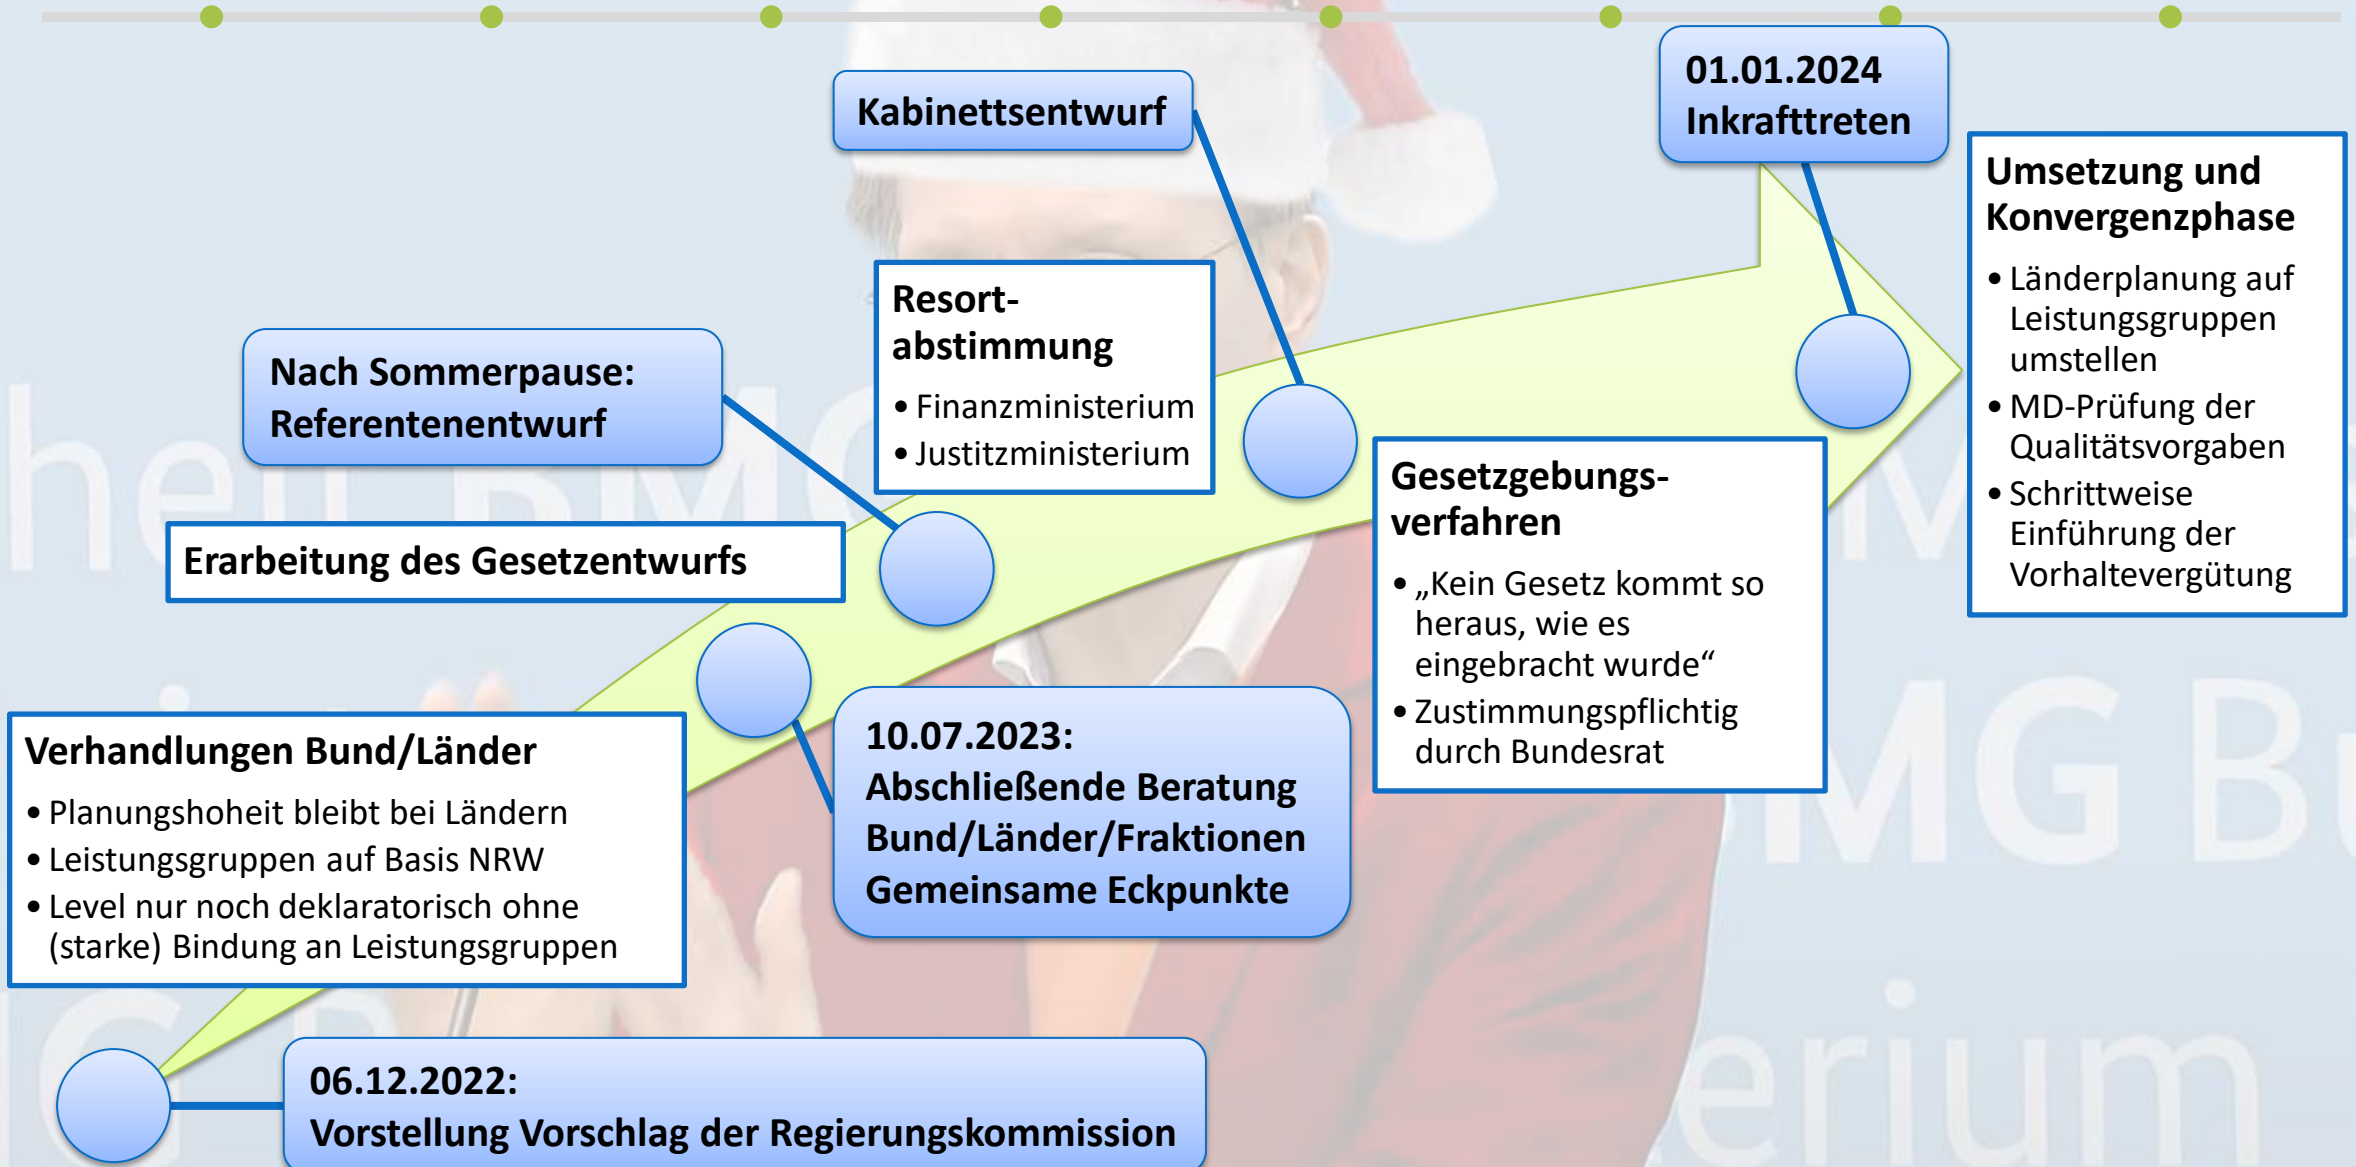 06.12.2022:
Vorstellung Vorschlag der Regierungskommission
Verhandlungen Bund/Länder
• Planungshoheit bleibt bei Ländern
• Leistungsgruppen auf Basis NRW
• Level nur noch deklaratorisch ohne
(starke) Bindung an Leistungsgruppen
10.07.2023:
Abschließende Beratung
Bund/Länder/Fraktionen
Gemeinsame Eckpunkte
Erarbeitung des Gesetzentwurfs
Nach Sommerpause:
Referentenentwurf
Resort-
abstimmung
• Finanzministerium
• Justitzministerium
Kabinettsentwurf
Gesetzgebungs-
verfahren
• „Kein Gesetz kommt so
heraus, wie es
eingebracht wurde“
• Zustimmungspflichtig
durch Bundesrat
01.01.2024
Inkrafttreten
Umsetzung und
Konvergenzphase
• Länderplanung auf
Leistungsgruppen
umstellen
• MD-Prüfung der
Qualitätsvorgaben
• Schrittweise
Einführung der
Vorhaltevergütung